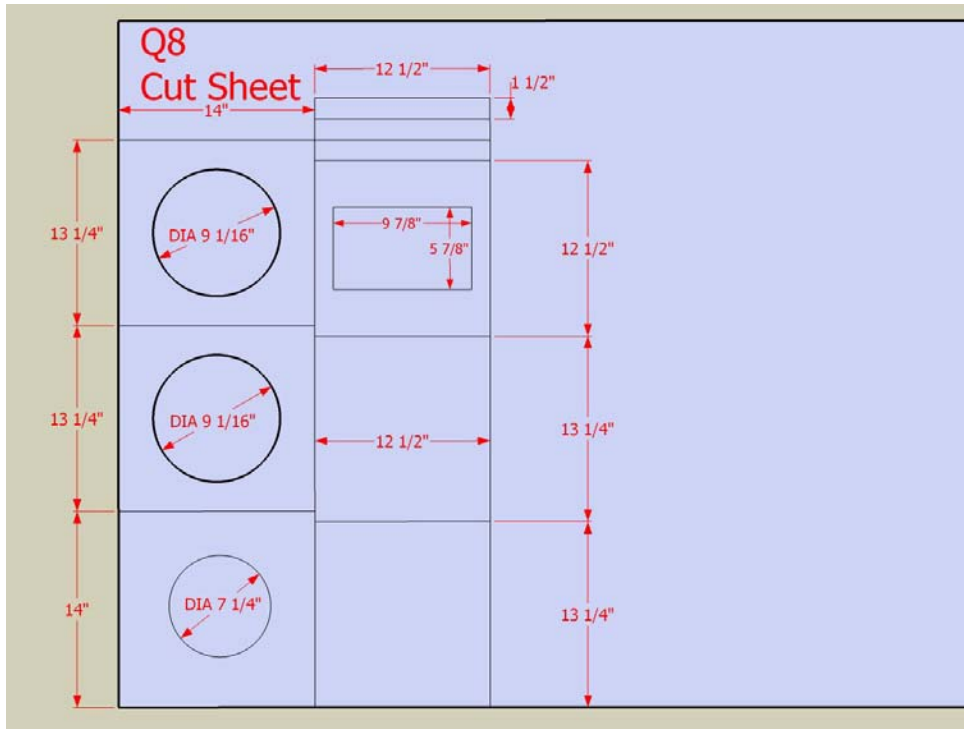 Q8
Cut Sheet
12 1/2"
1 1/2"
14"
13 1/4"
DIA 9 1/16"
9 7/8"
5 7/8"
12 1/2"
13 1/4"
DIA 9 1/16"
12 1/2"
13 1/4"
14"
DIA 7 1/4"
13 1/4"